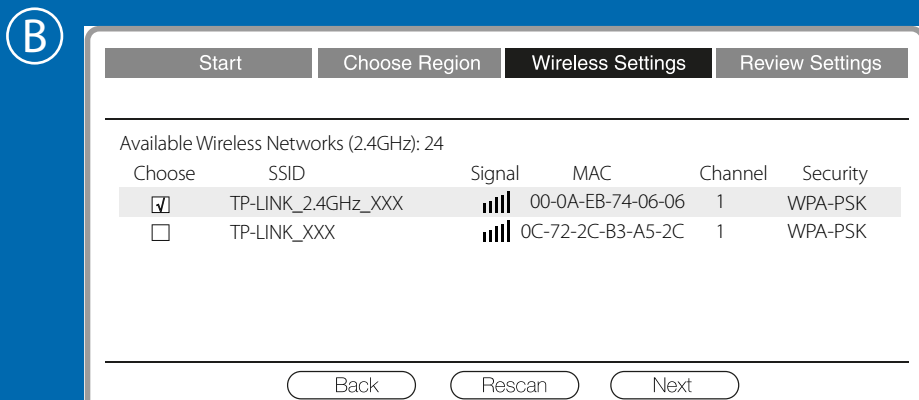 B
Start Choose Region Wireless Settings Review Settings
Available Wireless Networks (2.4GHz): 24
Choose SSID Signal MAC Channel Security
TP-LINK_2.4GHz_XXX 00-0A-EB-74-06-06 1 WPA-PSK
TP-LINK_XXX 0C-72-2C-B3-A5-2C 1 WPA-PSK
Back Rescan Next